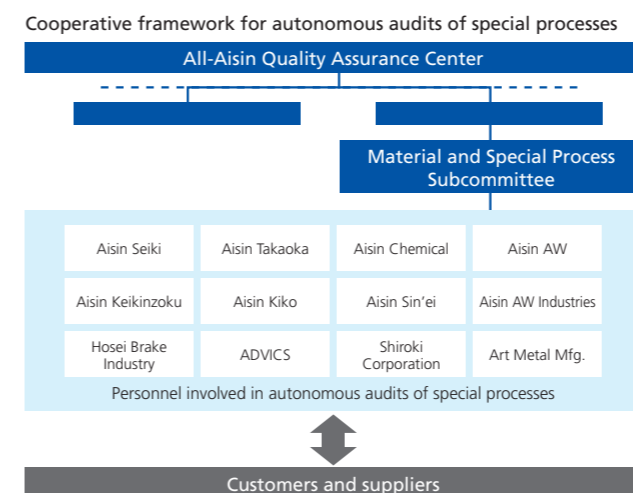 Cooperative framework for autonomous audits of special processes
All-Aisin Quality Assurance Center
Material and Special Process
Subcommittee
Aisin Seiki
Aisin Takaoka
Aisin Chemical
Aisin AW
Aisin Keikinzoku
Aisin Kiko
Aisin Sin'ei
Aisin AW Industries
Hosei Brake
Industry
ADVICS
Shiroki
Corporation
Art Metal Mfg.
Personnel involved in autonomous audits of special processes
Customers and suppliers